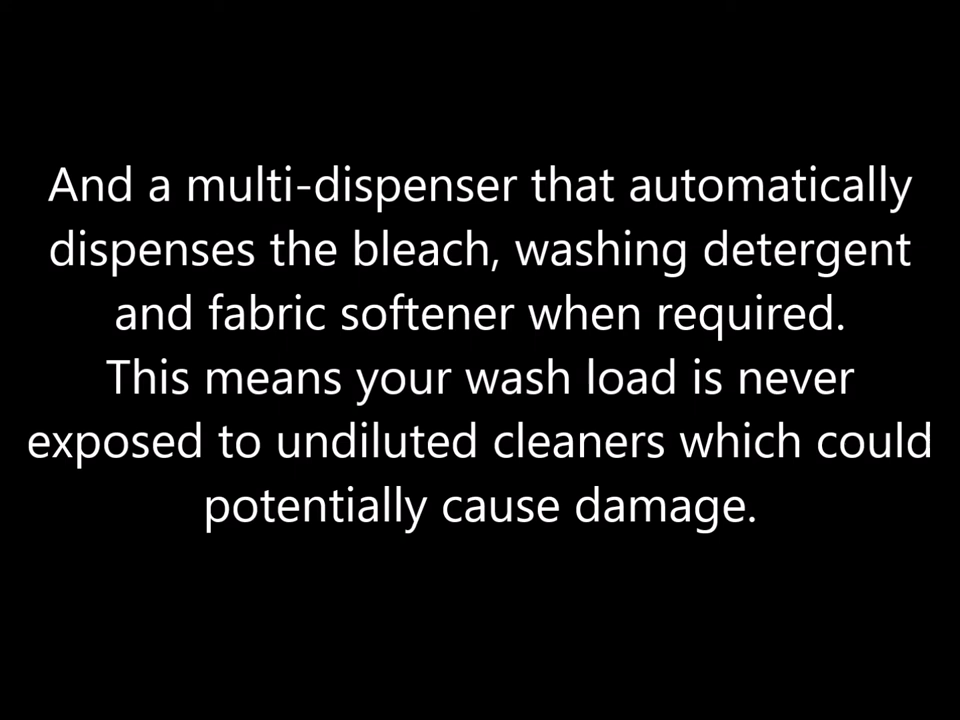 And a multi-dispenser that automatically
dispenses the bleach, washing detergent
and fabric softener when required.
This means your wash load is never
exposed to undiluted cleaners which could
potentially cause damage.